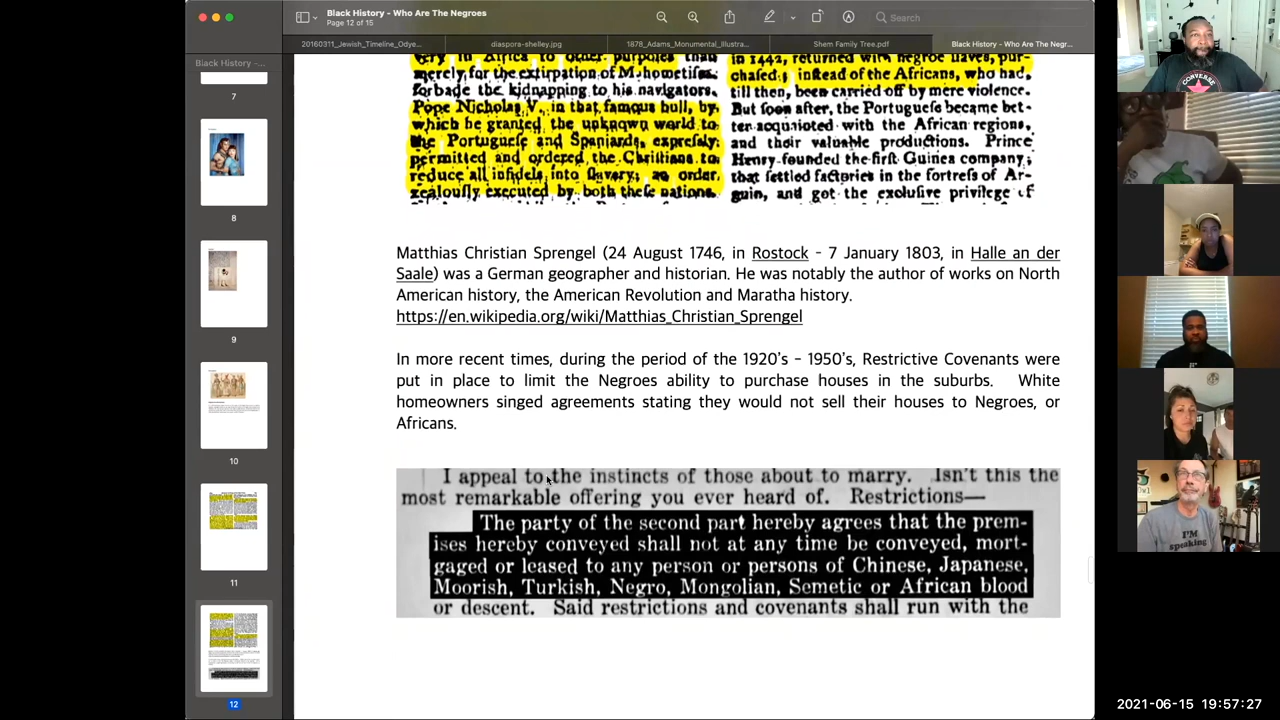 Black History - Who Are The Negroes
Page 12 of 15
Search
20160311_Jewish_Timeline_Odye...
diaspora-shelley.jpg
1878_Adams_Monumental_Illustra...
Shem Family Tree.pdf
Black History - Who Are The Negr...
Black History -...
7
8
9
10
11
12
in Africa to other purposes than
merely, for the extirpation of M.hometifm.
forbade the kidnapping to his navigators.
Pope Nicholas V., in that famous bull, by
which he granted the unknown world to
the Portuguese and Spaniards, expressly
permitted and ordered the Christians to
reduce all infidels into slavery; an order
zealously executed by both these nations.
in 1442, returned with negroe slaves, pur-
chased; instead of the Africans, who had,
till then, been carried off by mere violence.
But soon after, the Portuguese became bet-
ter acquainted with the African regions,
and their valuable productions. Prince
Henry founded the first Guinea company;
that settled factories in the fortress of Ar-
guin, and got the exclusive privilege of
Matthias Christian Sprengel (24 August 1746, in Rostock - 7 January 1803, in Halle an der
Saale) was a German geographer and historian. He was notably the author of works on North
American history, the American Revolution and Maratha history.
https://en.wikipedia.org/wiki/Matthias_Christian_Sprengel
In more recent times, during the period of the 1920's - 1950's, Restrictive Covenants were
put in place to limit the Negroes ability to purchase houses in the suburbs. White
homeowners singed agreements stating they would not sell their houses to Negroes, or
Africans.
I appeal to the instincts of those about to marry. Isn't this the
most remarkable offering you ever heard of. Restrictions—
The party of the second part hereby agrees that the prem-
ises hereby conveyed shall not at any time be conveyed, mort-
gaged or leased to any person or persons of Chinese, Japanese,
Moorish, Turkish, Negro, Mongolian, Semetic or African blood
or descent. Said restrictions and covenants shall run with the
CONVERSE
I'M
speaking
2021-06-15 19:57:27